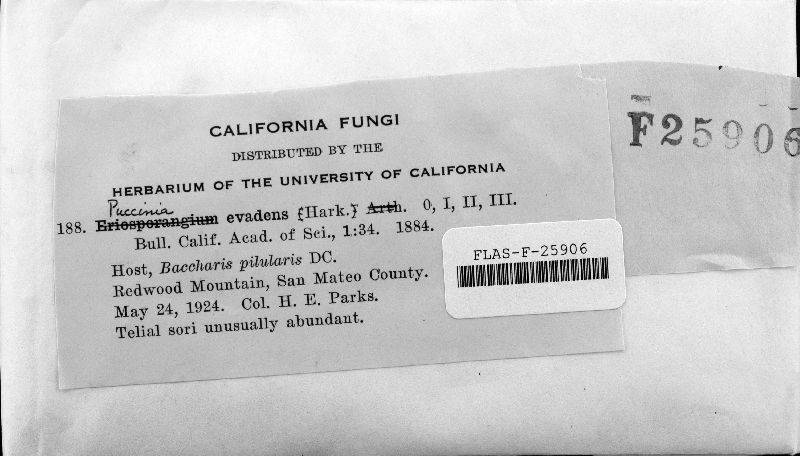 CALIFORNIA FUNGI
DISTRIBUTED BY THE
HERBARIUM OF THE UNIVERSITY OF CALIFORNIA
Puccinia
188. Eriosporangium evadens (Hark.) Arth. 0, I, II, III.
Bull. Calif. Acad. of Sci., 1:34. 1884.
Host, Baccharis pilularis DC.
Redwood Mountain, San Mateo County.
May 24, 1924. Col. H. E. Parks.
Telial sori unusually abundant.
FLAS-F-25906
F25906